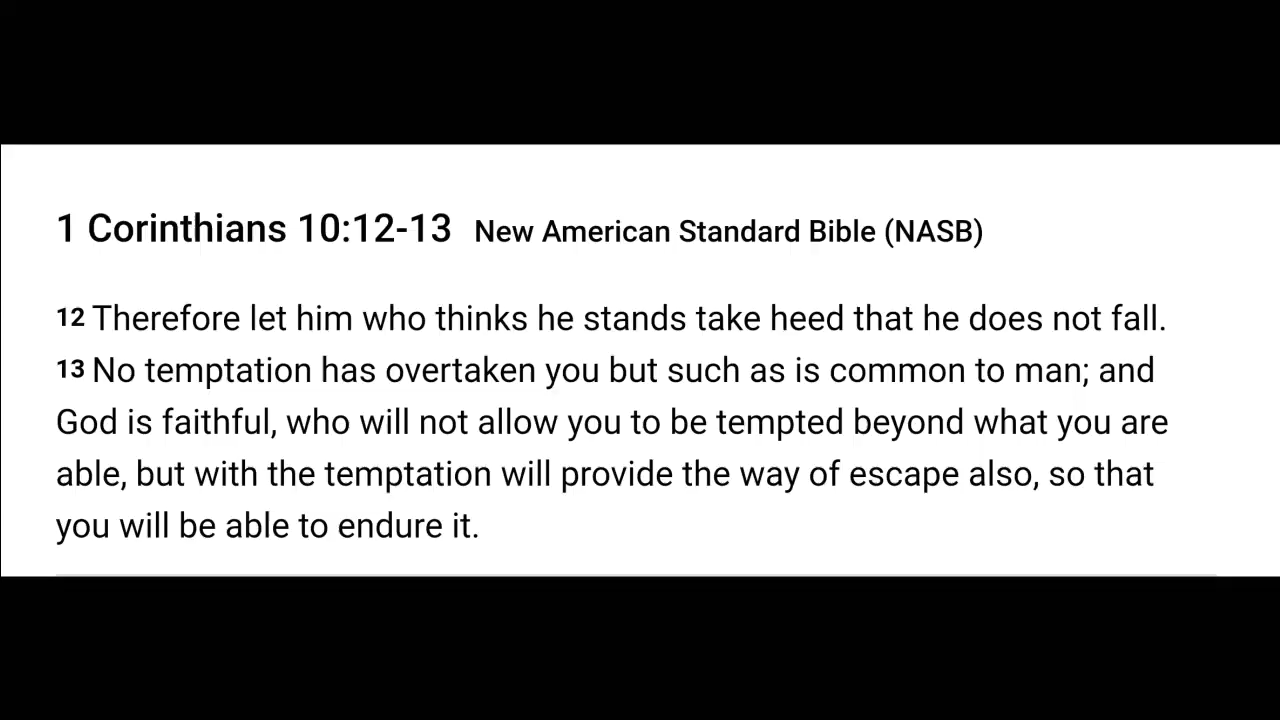 1 Corinthians 10:12-13 New American Standard Bible (NASB)
12 Therefore let him who thinks he stands take heed that he does not fall.
13 No temptation has overtaken you but such as is common to man; and
God is faithful, who will not allow you to be tempted beyond what you are
able, but with the temptation will provide the way of escape also, so that
you will be able to endure it.